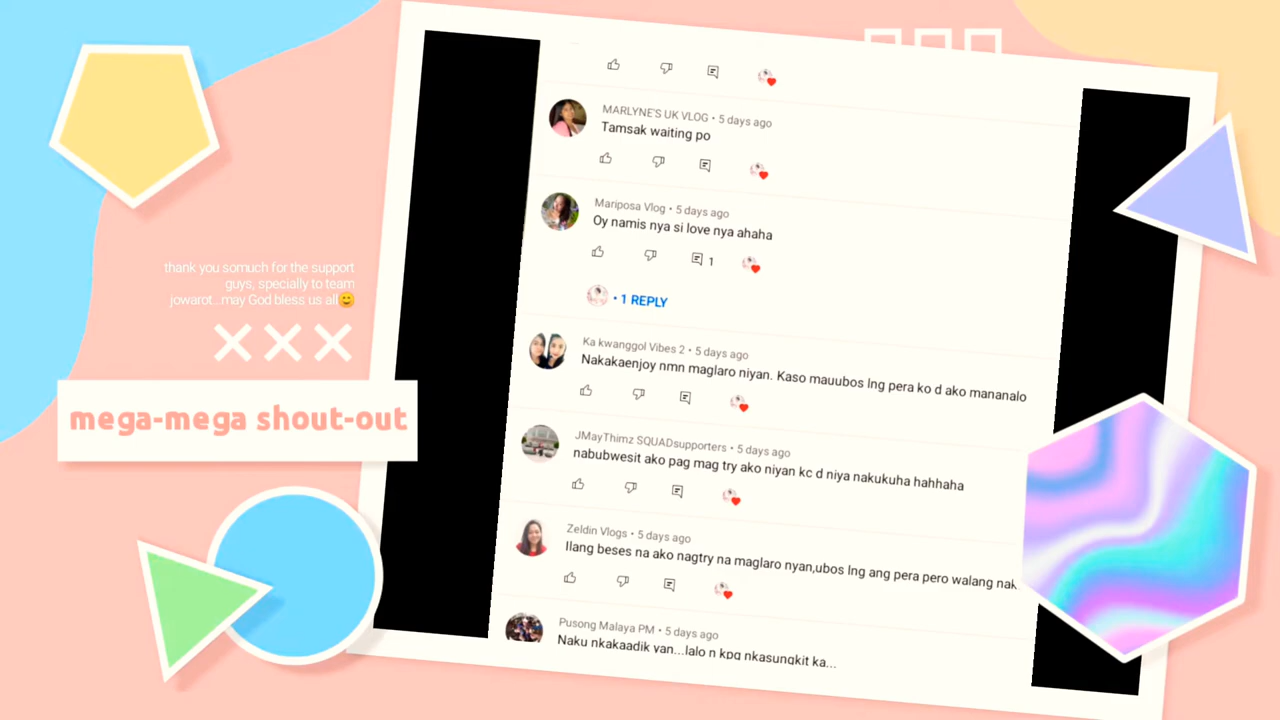 thank you somuch for the support
guys, specially to team
jowarot...may God bless us all😊
mega-mega shout-out
MARLYNE'S UK VLOG • 5 days ago
Tamsak waiting po
Mariposa Vlog • 5 days ago
Oy namis nya si love nya ahaha
1
• 1 REPLY
Ka kwanggol Vibes 2 • 5 days ago
Nakakaenjoy nmn maglaro niyan. Kaso mauubos lng pera ko d ako mananalo
JMayThimz SQUADsupporters • 5 days ago
nabubwesit ako pag mag try ako niyan kc d niya nakukuha hahhaha
Zeldin Vlogs • 5 days ago
Ilang beses na ako nagtry na maglaro nyan,ubos lng ang pera pero walang nak
Pusong Malaya PM • 5 days ago
Naku nkakaadik yan...lalo n kpg nkasungkit ka...